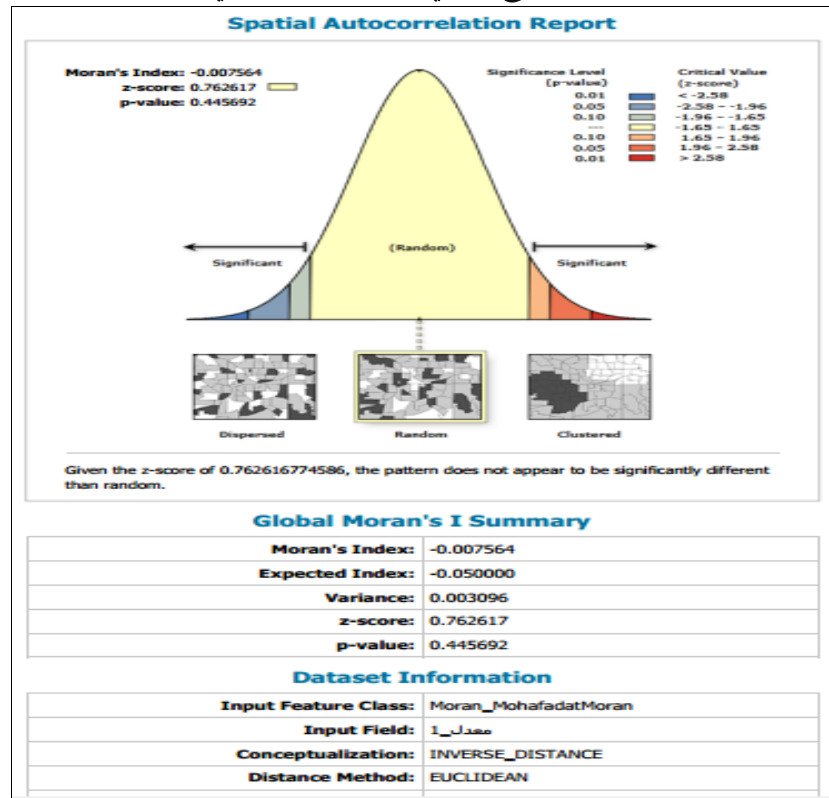 Spatial Autocorrelation Report
Moran's Index: -0.007564
z-score: 0.762617
p-value: 0.445692
Significance Level
(p-value)
Critical Value
(z-score)
0.01 < -2.58
0.05 -2.58 - -1.96
0.10 -1.96 - -1.65
--- -1.65 - 1.65
0.10 1.65 - 1.96
0.05 1.96 - 2.58
0.01 > 2.58
Significant
(Random)
Significant
Dispersed
Random
Clustered
Given the z-score of 0.762616774586, the pattern does not appear to be significantly different
than random.
Global Moran's I Summary
Moran's Index: -0.007564
Expected Index: -0.050000
Variance: 0.003096
z-score: 0.762617
p-value: 0.445692
Dataset Information
Input Feature Class: Moran_MohafadatMoran
Input Field: معدل_1
Conceptualization: INVERSE_DISTANCE
Distance Method: EUCLIDEAN